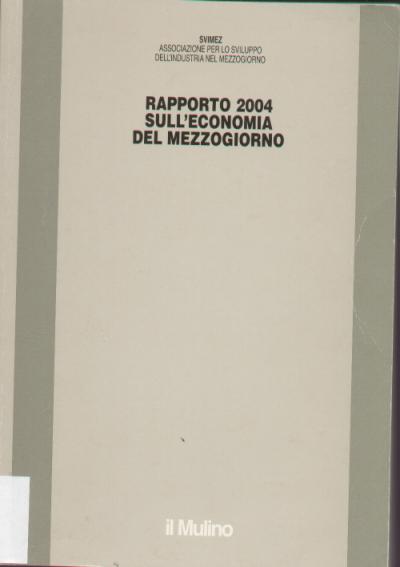 SVIMEZ
ASSOCIAZIONE PER LO SVILUPPO
DELL'INDUSTRIA NEL MEZZOGIORNO
RAPPORTO 2004
SULL'ECONOMIA
DEL MEZZOGIORNO
il Mulino